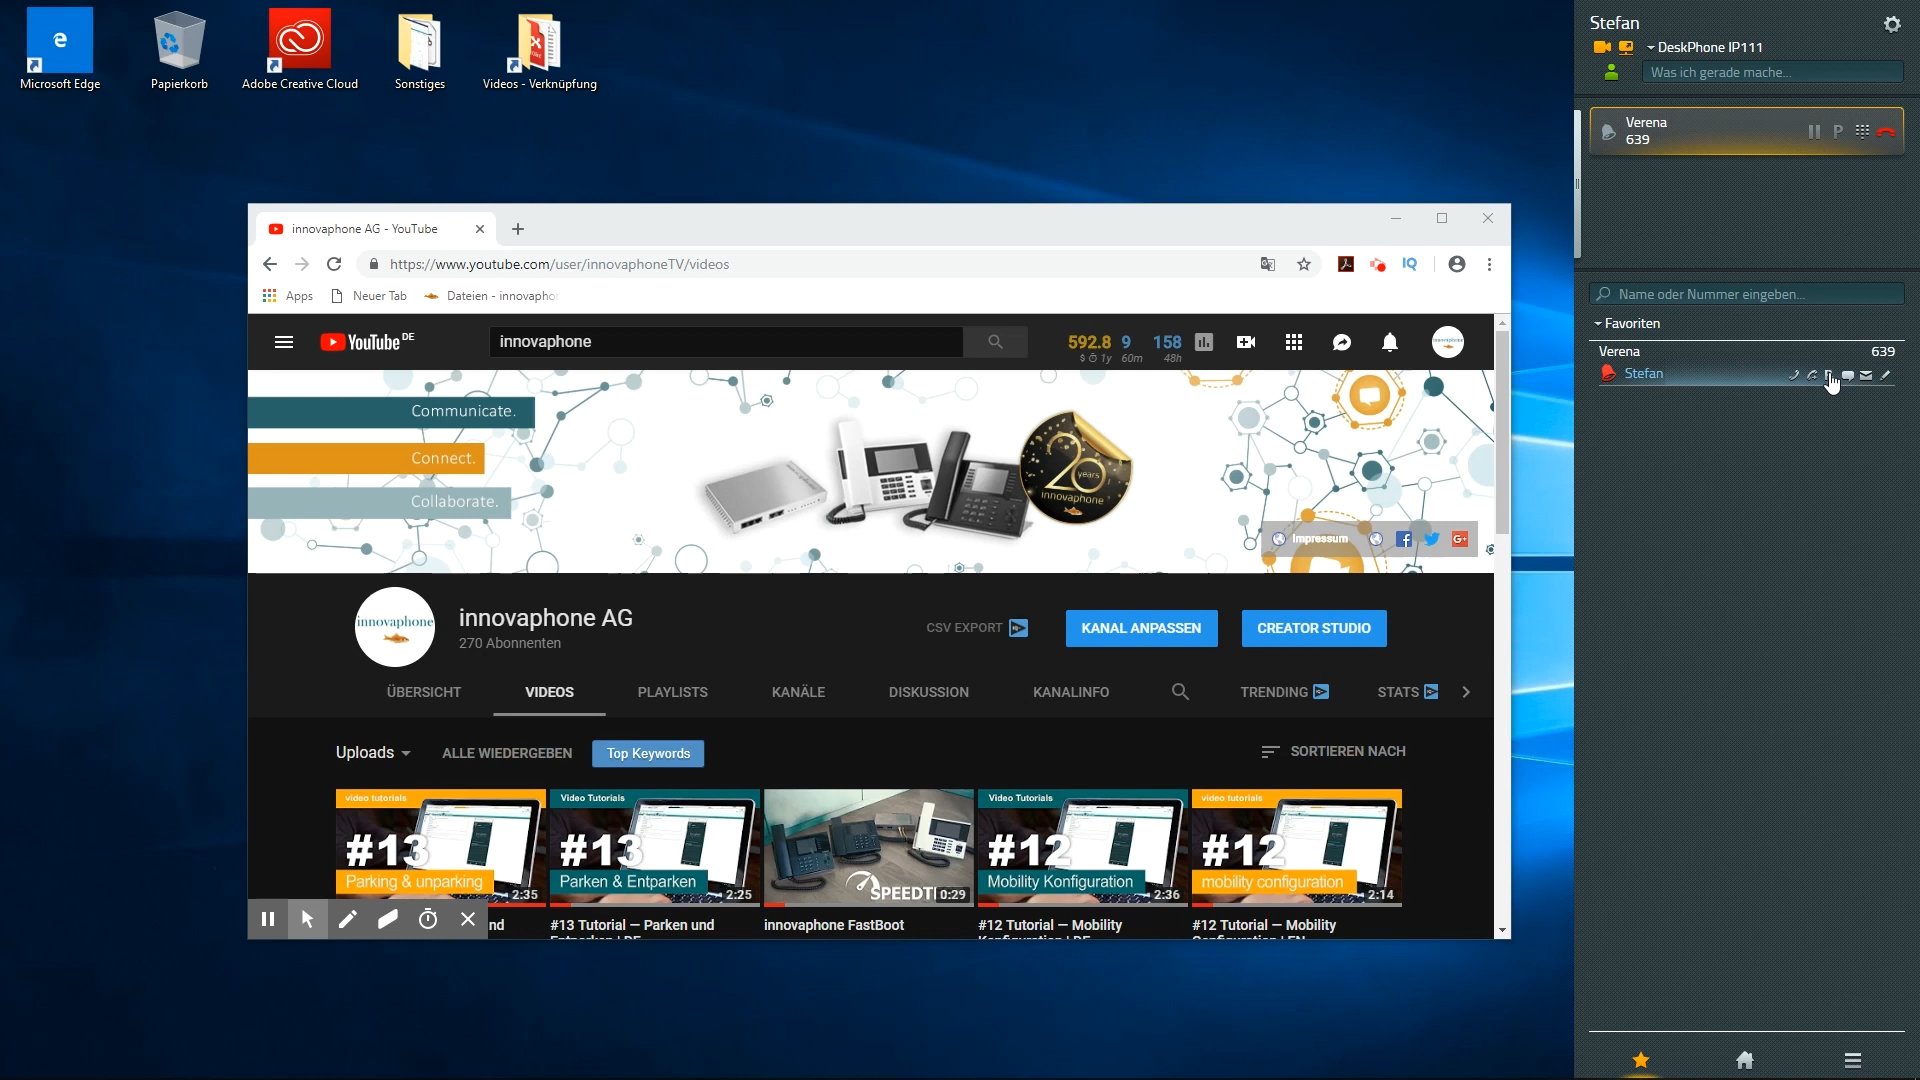 Microsoft Edge
Papierkorb
Adobe Creative Cloud
Sonstiges
Videos - Verknüpfung
Stefan
DeskPhone IP111
Was ich gerade mache...
Verena
639
P
Name oder Nummer eingeben...
Favoriten
Verena 639
Stefan
innovaphone AG - YouTube
https://www.youtube.com/user/innovaphoneTV/videos
Apps
Neuer Tab
Dateien - innovapho
YouTube DE
innovaphone
592.8 9 158
$ 1y 60m 48h
Communicate.
Connect.
Collaborate.
20
years
innovaphone
Impressum
innovaphone
innovaphone AG
270 Abonnenten
CSV EXPORT
KANAL ANPASSEN
CREATOR STUDIO
ÜBERSICHT
VIDEOS
PLAYLISTS
KANÄLE
DISKUSSION
KANALINFO
TRENDING
STATS
Uploads
ALLE WIEDERGEBEN
Top Keywords
SORTIEREN NACH
video tutorials
#13
Parking & unparking
2:35
Video Tutorials
#13
Parken & Entparken
2:25
SPEEDT
0:29
Video Tutorials
#12
Mobility Konfiguration
2:36
video tutorials
#12
mobility configuration
2:14
nd
#13 Tutorial — Parken und
innovaphone FastBoot
#12 Tutorial — Mobility
#12 Tutorial — Mobility